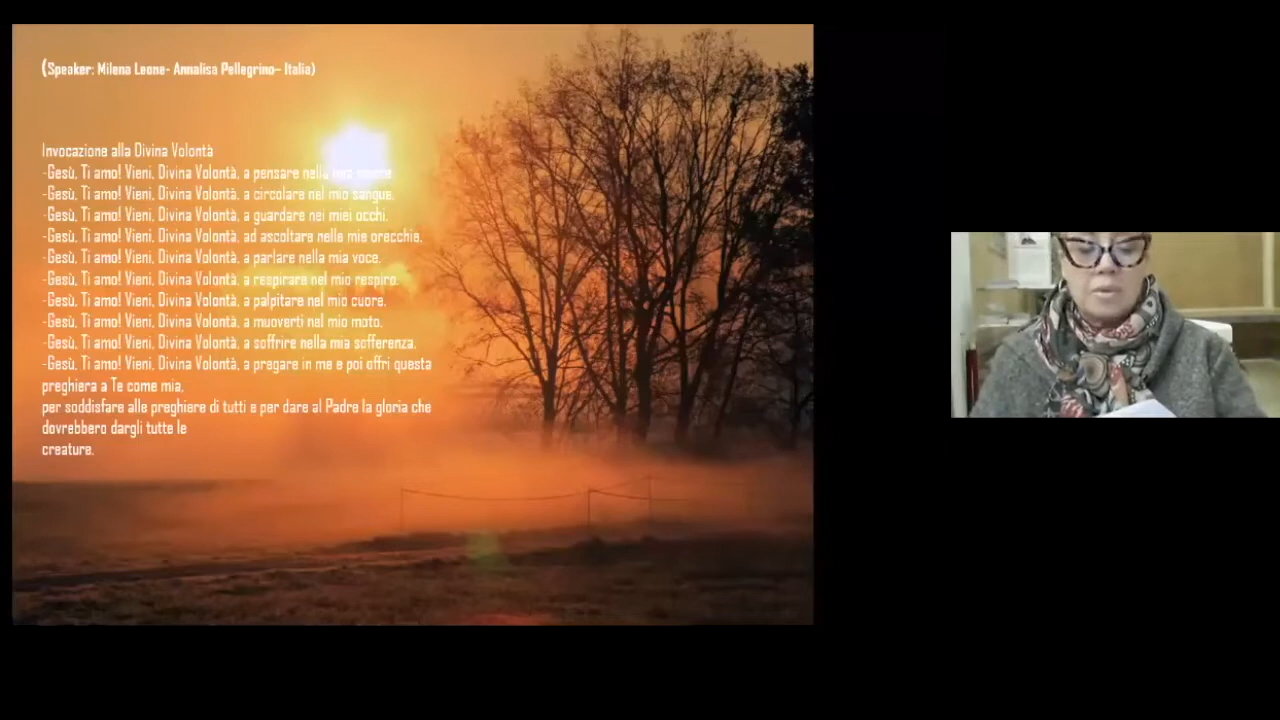 (Speaker: Milena Leone- Annalisa Pellegrino– Italia)
Invocazione alla Divina Volontà
-Gesù, Ti amo! Vieni, Divina Volontà, a pensare nella mia mente.
-Gesù, Ti amo! Vieni, Divina Volontà, a circolare nel mio sangue.
-Gesù, Ti amo! Vieni, Divina Volontà, a guardare nei miei occhi.
-Gesù, Ti amo! Vieni, Divina Volontà, ad ascoltare nelle mie orecchie.
-Gesù, Ti amo! Vieni, Divina Volontà, a parlare nella mia voce.
-Gesù, Ti amo! Vieni, Divina Volontà, a respirare nel mio respiro.
-Gesù, Ti amo! Vieni, Divina Volontà, a palpitare nel mio cuore.
-Gesù, Ti amo! Vieni, Divina Volontà, a muoverti nel mio moto.
-Gesù, Ti amo! Vieni, Divina Volontà, a soffrire nella mia sofferenza.
-Gesù, Ti amo! Vieni, Divina Volontà, a pregare in me e poi offri questa
preghiera a Te come mia,
per soddisfare alle preghiere di tutti e per dare al Padre la gloria che
dovrebbero dargli tutte le
creature.